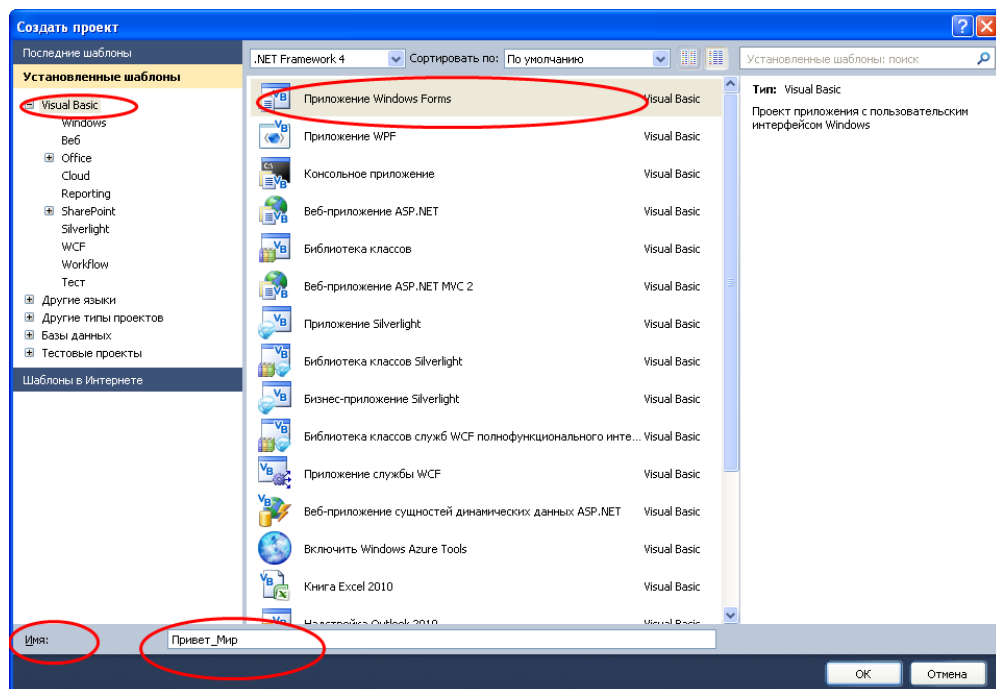 Создать проект
Последние шаблоны
Установленные шаблоны
Visual Basic
Windows
Веб
Office
Cloud
Reporting
SharePoint
Silverlight
WCF
Workflow
Тест
Другие языки
Другие типы проектов
Базы данных
Тестовые проекты
Шаблоны в Интернете
.NET Framework 4 Сортировать по: По умолчанию
Приложение Windows Forms Visual Basic
Приложение WPF Visual Basic
Консольное приложение Visual Basic
Веб-приложение ASP.NET Visual Basic
Библиотека классов Visual Basic
Веб-приложение ASP.NET MVC 2 Visual Basic
Приложение Silverlight Visual Basic
Библиотека классов Silverlight Visual Basic
Бизнес-приложение Silverlight Visual Basic
Библиотека классов служб WCF полнофункционального инте... Visual Basic
Приложение службы WCF Visual Basic
Веб-приложение сущностей динамических данных ASP.NET Visual Basic
Включить Windows Azure Tools Visual Basic
Книга Excel 2010 Visual Basic
Надстройка Outlook 2010 Visual Basic
Установленные шаблоны: поиск
Тип: Visual Basic
Проект приложения с пользовательским
интерфейсом Windows
Имя: Привет_Мир
ОК Отмена